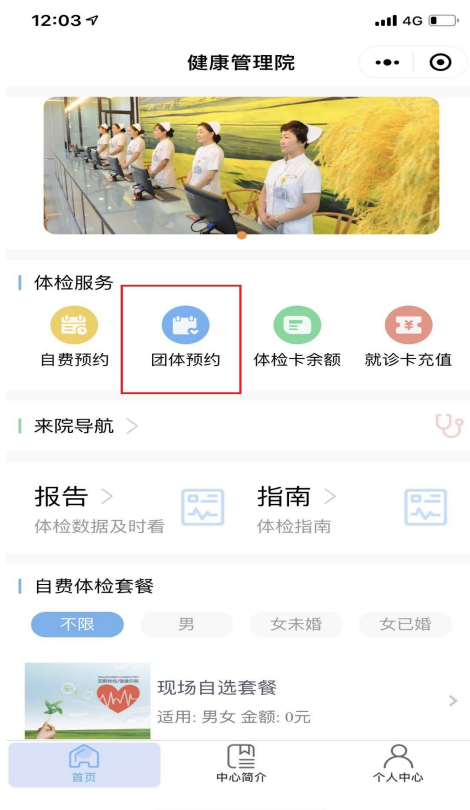 12:03 4G
健康管理院
体检服务
自费预约 团体预约 体检卡余额 就诊卡充值
来院导航
报告 指南
体检数据及时看 体检指南
自费体检套餐
不限 男 女未婚 女已婚
现场自选套餐
适用: 男女 金额: 0元
首页 中心简介 个人中心